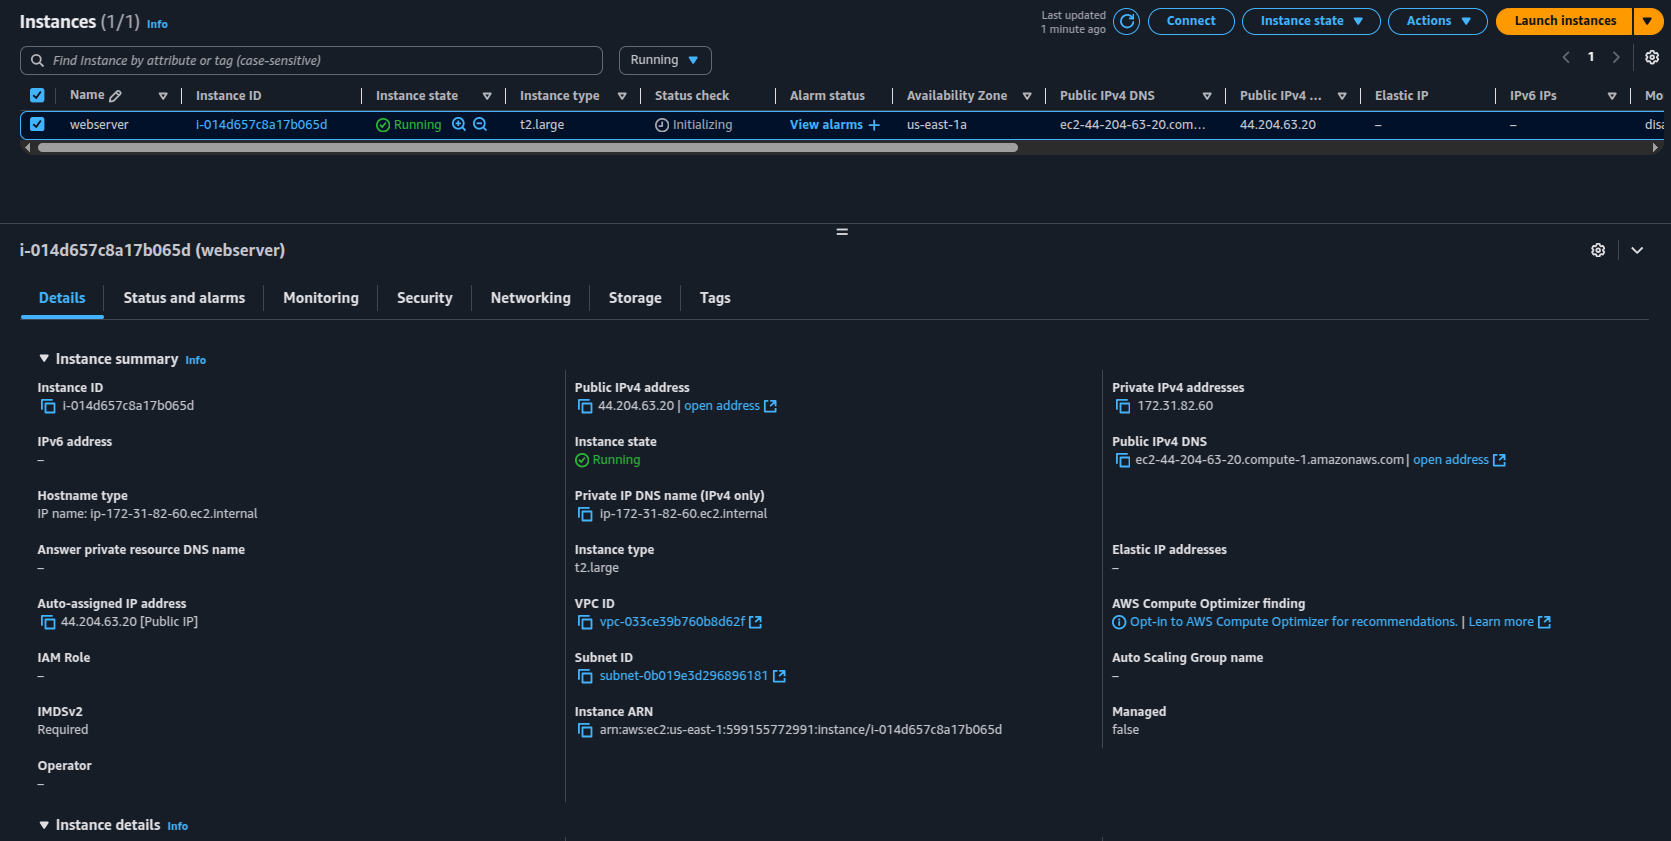 Instances (1/1) Info
Last updated
1 minute ago
Connect
Instance state
Actions
Launch instances
Find Instance by attribute or tag (case-sensitive)
Running
1
Name Instance ID Instance state Instance type Status check Alarm status Availability Zone Public IPv4 DNS Public IPv4 ... Elastic IP IPv6 IPs Mo
webserver i-014d657c8a17b065d Running t2.large Initializing View alarms + us-east-1a ec2-44-204-63-20.com... 44.204.63.20 – – disa
i-014d657c8a17b065d (webserver)
Details Status and alarms Monitoring Security Networking Storage Tags
Instance summary Info
Instance ID Public IPv4 address Private IPv4 addresses
i-014d657c8a17b065d 44.204.63.20 | open address 172.31.82.60
IPv6 address Instance state Public IPv4 DNS
– Running ec2-44-204-63-20.compute-1.amazonaws.com | open address
Hostname type Private IP DNS name (IPv4 only)
IP name: ip-172-31-82-60.ec2.internal ip-172-31-82-60.ec2.internal
Answer private resource DNS name Instance type Elastic IP addresses
– t2.large –
Auto-assigned IP address VPC ID AWS Compute Optimizer finding
44.204.63.20 [Public IP] vpc-033ce39b760b8d62f Opt-in to AWS Compute Optimizer for recommendations. | Learn more
IAM Role Subnet ID Auto Scaling Group name
– subnet-0b019e3d296896181 –
IMDSv2 Instance ARN Managed
Required arn:aws:ec2:us-east-1:599155772991:instance/i-014d657c8a17b065d false
Operator
–
Instance details Info